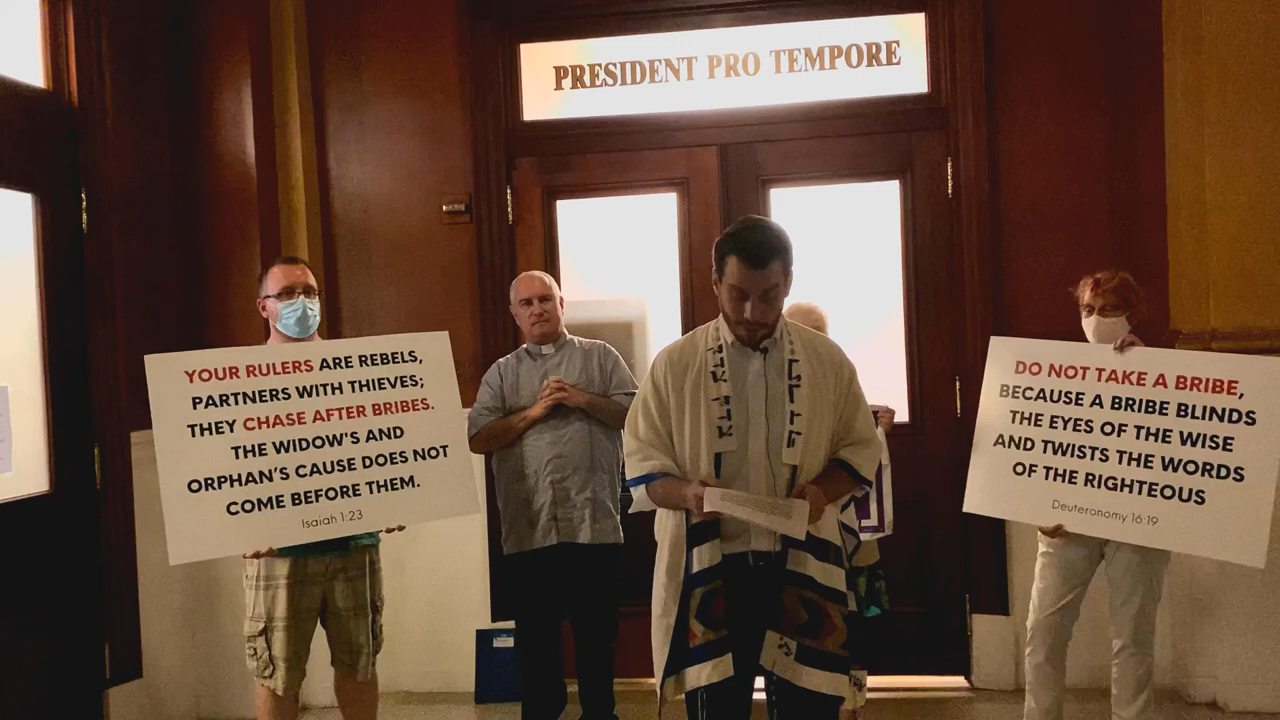 PRESIDENT PRO TEMPORE
YOUR RULERS ARE REBELS,
PARTNERS WITH THIEVES;
THEY CHASE AFTER BRIBES.
THE WIDOW'S AND
ORPHAN'S CAUSE DOES NOT
COME BEFORE THEM.
Isaiah 1:23
DO NOT TAKE A BRIBE,
BECAUSE A BRIBE BLINDS
THE EYES OF THE WISE
AND TWISTS THE WORDS
OF THE RIGHTEOUS
Deuteronomy 16:19